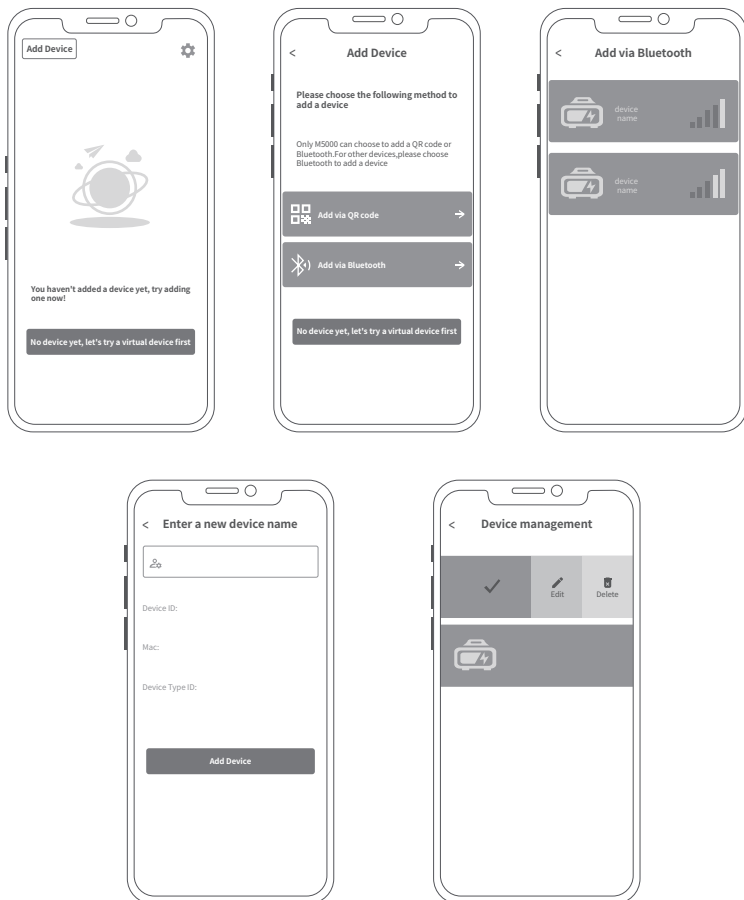 Add Device
You haven't added a device yet, try adding
one now!
No device yet, let's try a virtual device first
<
Add Device
Please choose the following method to
add a device
Only M5000 can choose to add a QR code or
Bluetooth.For other devices,please choose
Bluetooth to add a device
Add via QR code
Add via Bluetooth
No device yet, let's try a virtual device first
<
Add via Bluetooth
device
name
device
name
<
Enter a new device name
Device ID:
Mac:
Device Type ID:
Add Device
<
Device management
Edit
Delete